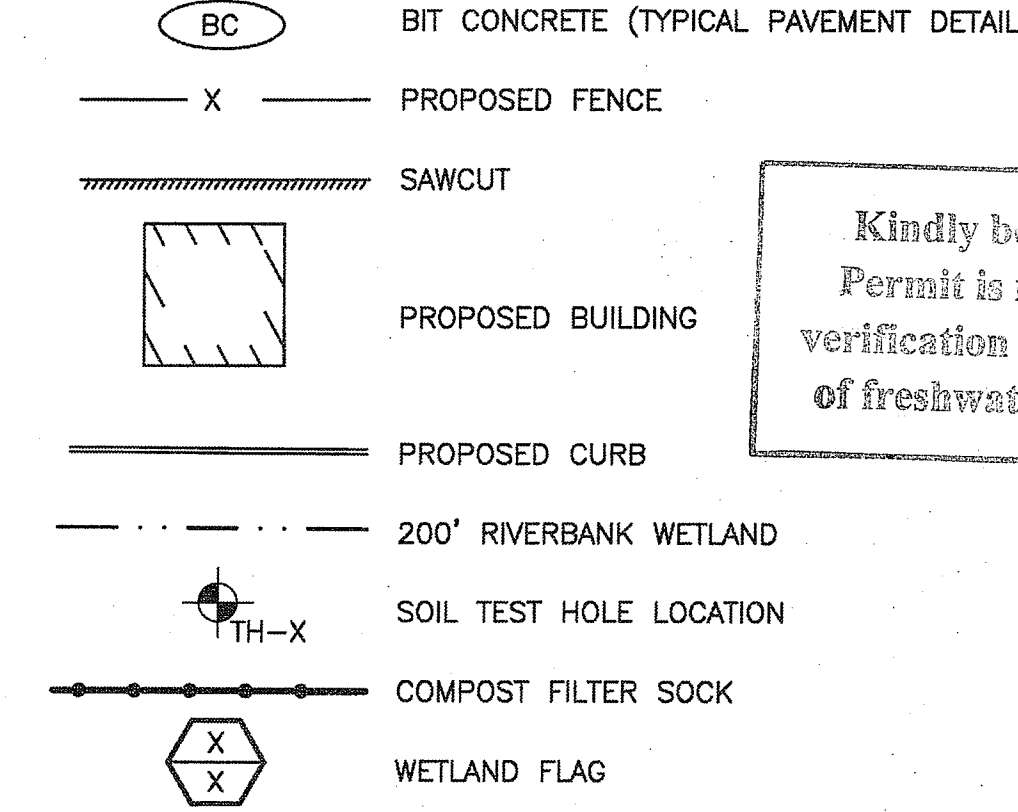 BC BIT CONCRETE (TYPICAL PAVEMENT DETAIL
X PROPOSED FENCE
SAWCUT
PROPOSED BUILDING
PROPOSED CURB
200' RIVERBANK WETLAND
TH-X SOIL TEST HOLE LOCATION
COMPOST FILTER SOCK
X
X
WETLAND FLAG
Kindly
Permit is
verification
of